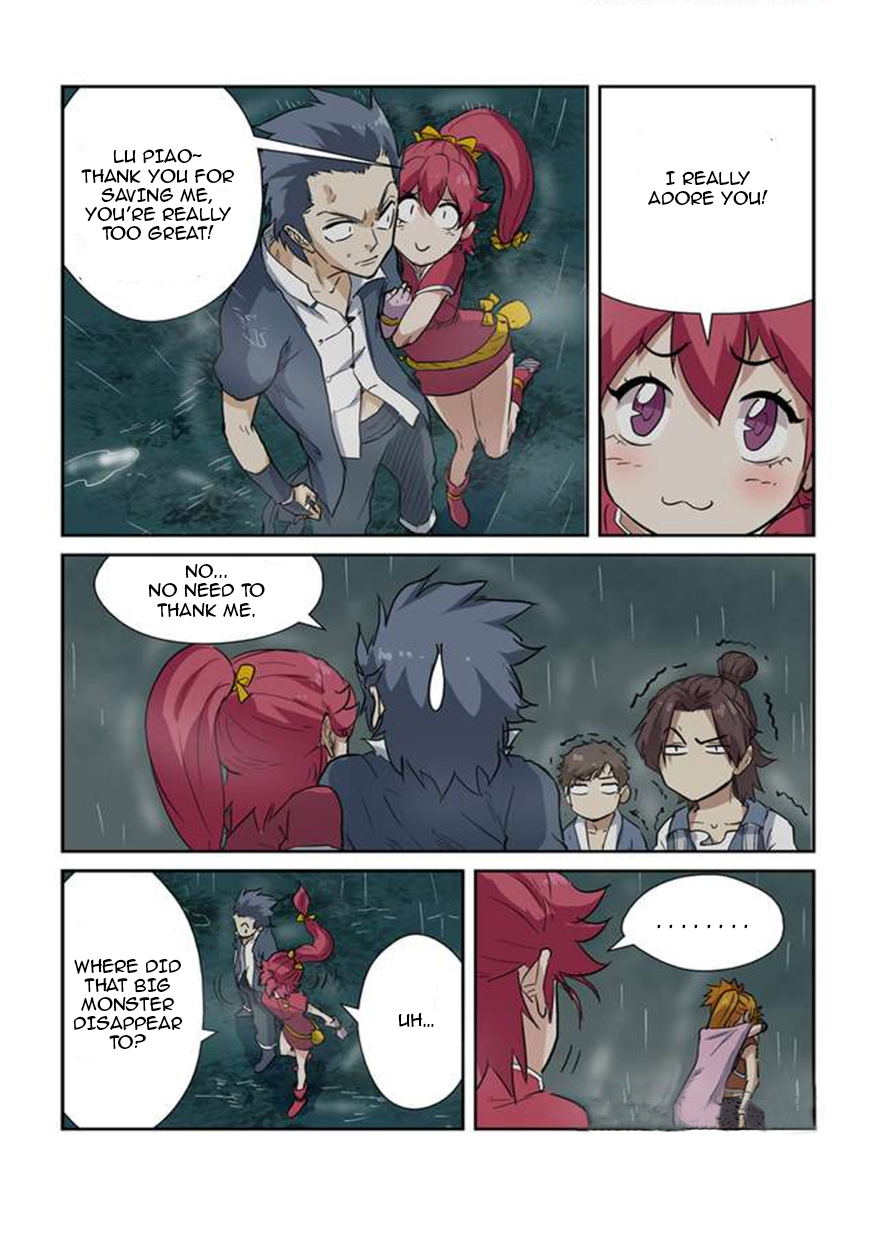 LU PIAO~
THANK YOU FOR
SAVING ME,
YOU'RE REALLY
TOO GREAT!
I REALLY
ADORE YOU!
NO...
NO NEED TO
THANK ME.
WHERE DID
THAT BIG
MONSTER
DISAPPEAR
TO?
UH...
. . . . . . . .